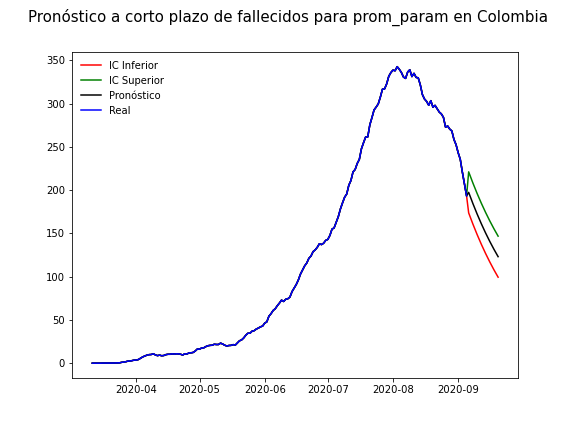 Pronóstico a corto plazo de fallecidos para prom_param en Colombia
IC Inferior
IC Superior
Pronóstico
Real
350
300
250
200
150
100
50
0
2020-04 2020-05 2020-06 2020-07 2020-08 2020-09